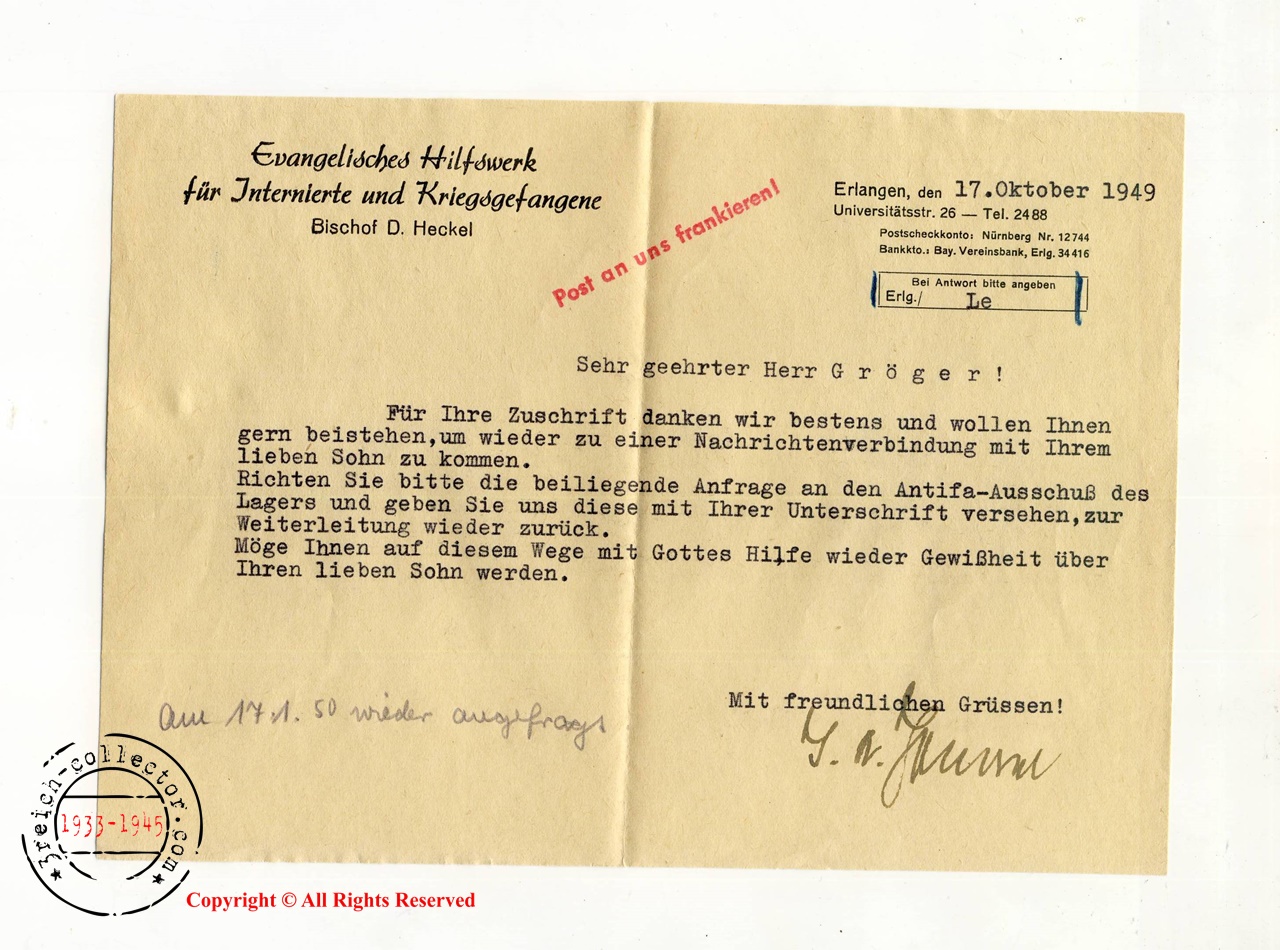 Evangelisches Hilfswerk
für Internierte und Kriegsgefangene
Bischof D. Heckel
Post an uns frankieren!
Erlangen, den 17.Oktober 1949
Universitätsstr. 26 — Tel. 2488
Postscheckkonto: Nürnberg Nr. 12744
Bankkto.: Bay. Vereinsbank, Erlg. 34416
Bei Antwort bitte angeben
Erlg./ Le
Sehr geehrter Herr G r ö g e r !
Für Ihre Zuschrift danken wir bestens und wollen Ihnen
gern beistehen,um wieder zu einer Nachrichtenverbindung mit Ihrem
lieben Sohn zu kommen.
Richten Sie bitte die beiliegende Anfrage an den Antifa-Ausschuß des
Lagers und geben Sie uns diese mit Ihrer Unterschrift versehen,zur
Weiterleitung wieder zurück.
Möge Ihnen auf diesem Wege mit Gottes Hilfe wieder Gewißheit über
Ihren lieben Sohn werden.
Mit freundlichen Grüssen!
Am 17.1.50 wieder angefragt
3reich-collector.com
1933-1945
Copyright © All Rights Reserved